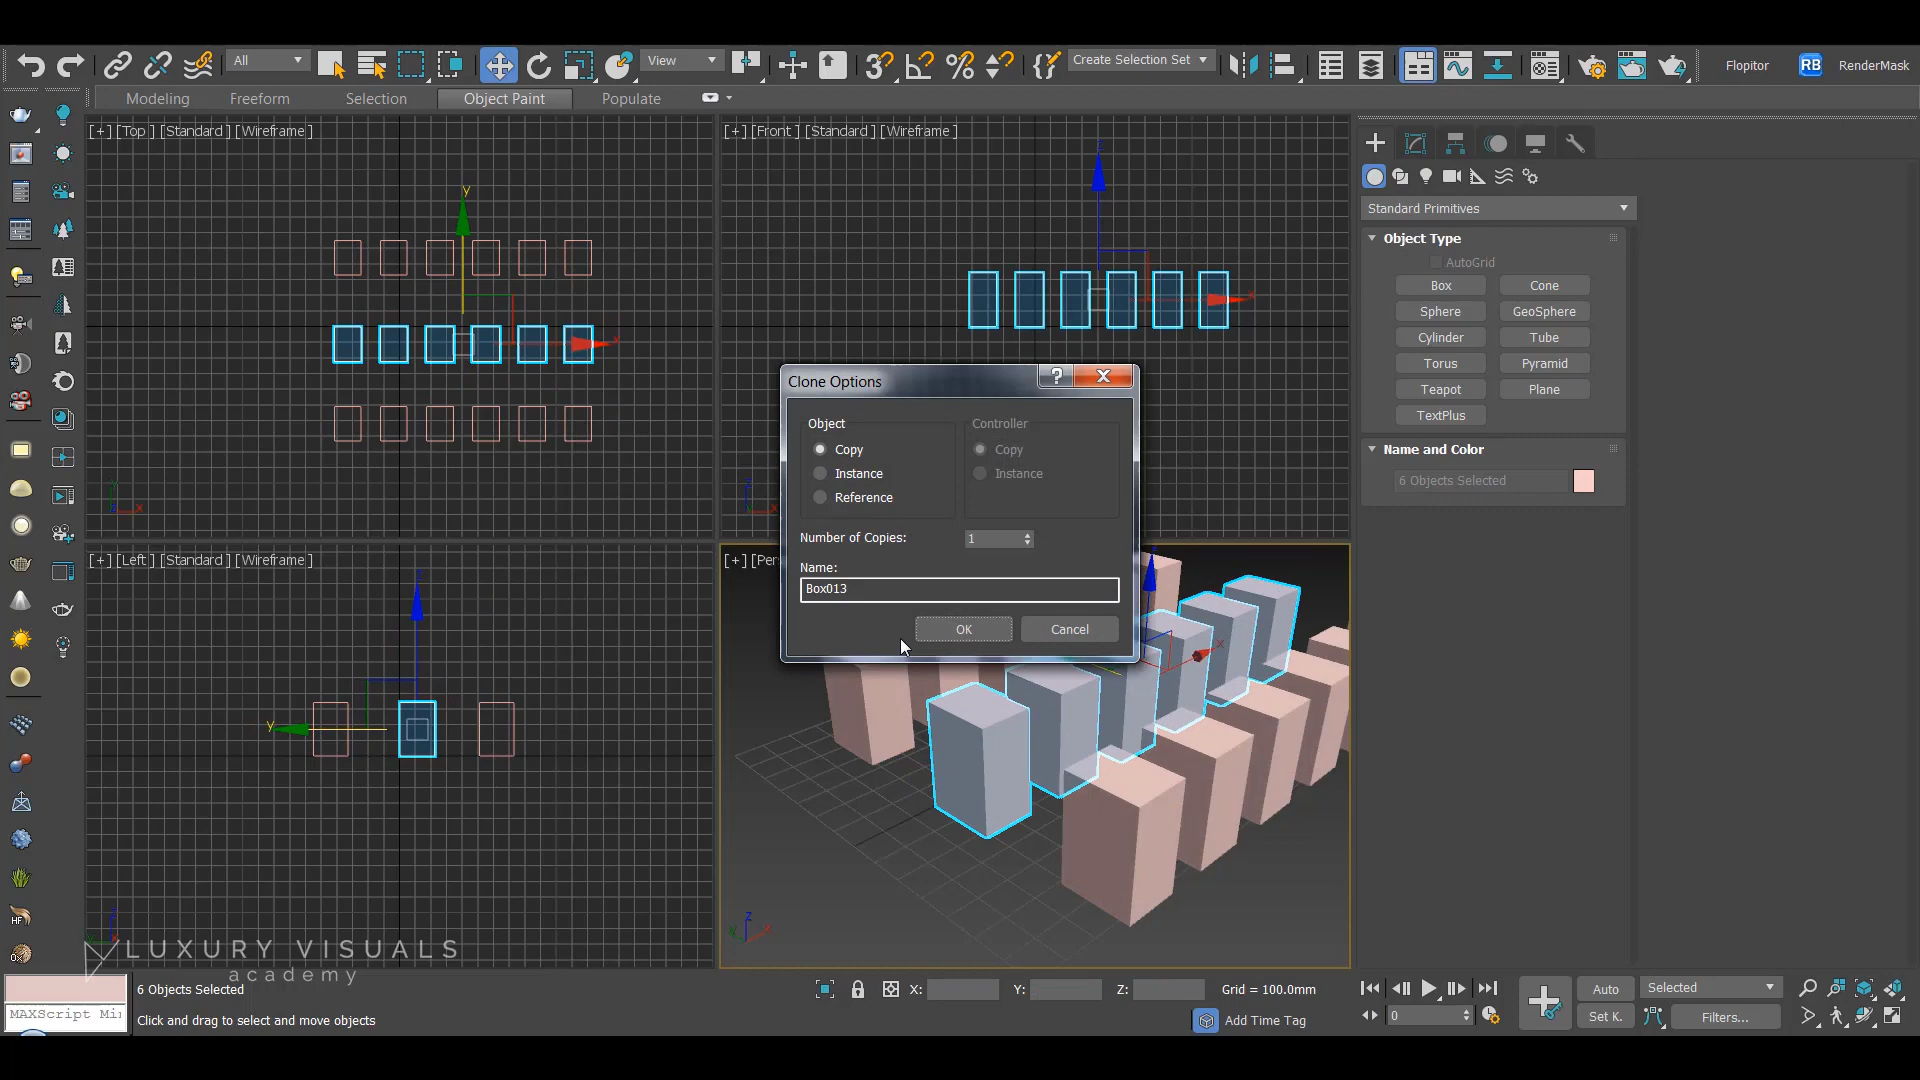 All
View
Create Selection Set
Flopitor
RB
RenderMask
Modeling
Freeform
Selection
Object Paint
Populate
[+] [Top ] [Standard ] [Wireframe ]
[+] [Front ] [Standard ] [Wireframe ]
Standard Primitives
Object Type
AutoGrid
Box
Cone
Sphere
GeoSphere
Cylinder
Tube
Torus
Pyramid
Teapot
Plane
TextPlus
Name and Color
6 Objects Selected
Clone Options
Object
Controller
Copy
Copy
Instance
Instance
Reference
Number of Copies:
1
Name:
Box013
OK
Cancel
[+] [Left ] [Standard ] [Wireframe ]
[+] [Per
HF
LUXURY VISUALS
academy
6 Objects Selected
X:
Y:
Z:
Grid = 100.0mm
Auto
Selected
MAXScript Mi
Click and drag to select and move objects
Add Time Tag
0
Set K.
Filters...